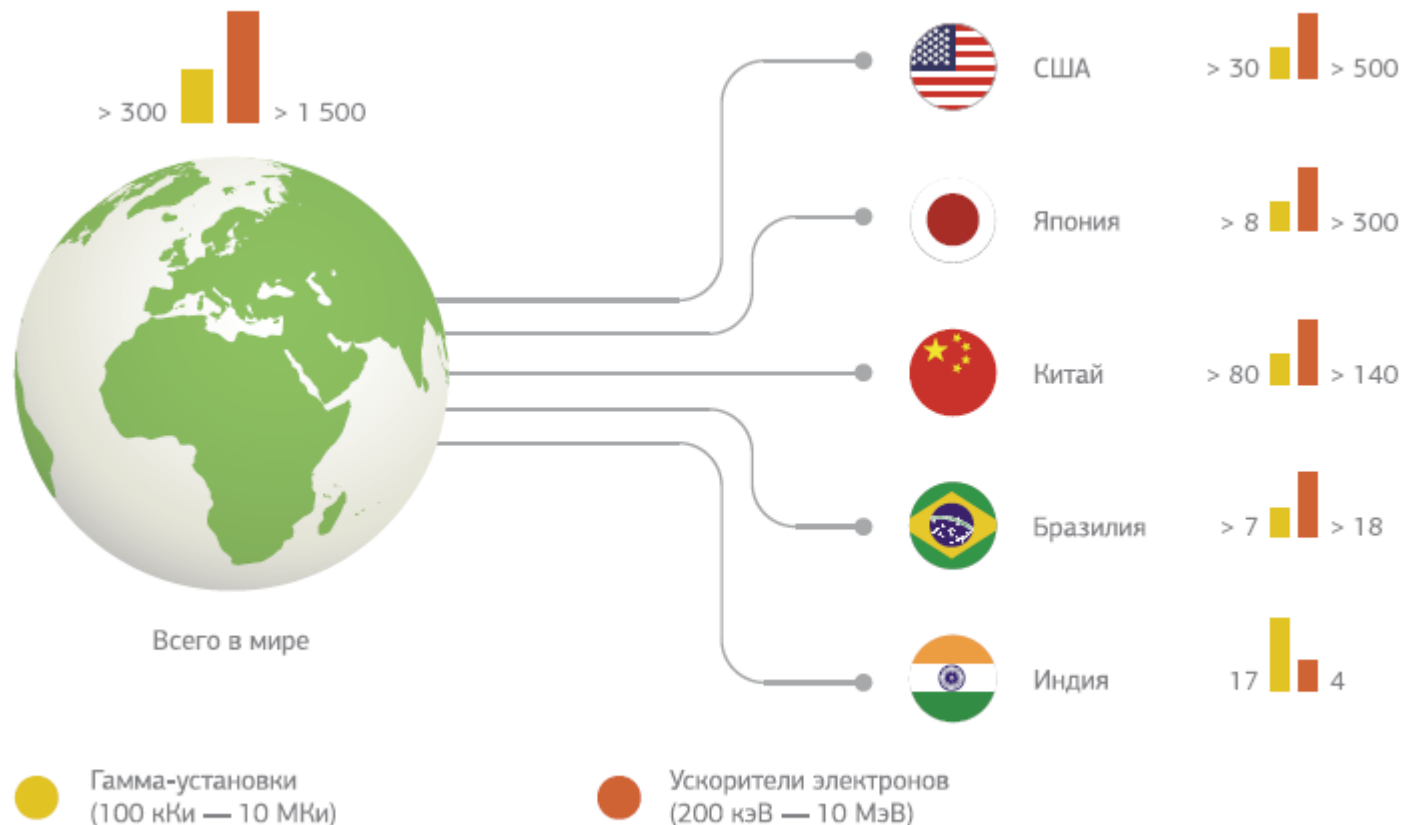 > 300 > 1 500
Всего в мире
США > 30 > 500
Япония > 8 > 300
Китай > 80 > 140
Бразилия > 7 > 18
Индия 17 4
Гамма-установки
(100 кКи — 10 МКи)
Ускорители электронов
(200 кэВ — 10 МэВ)